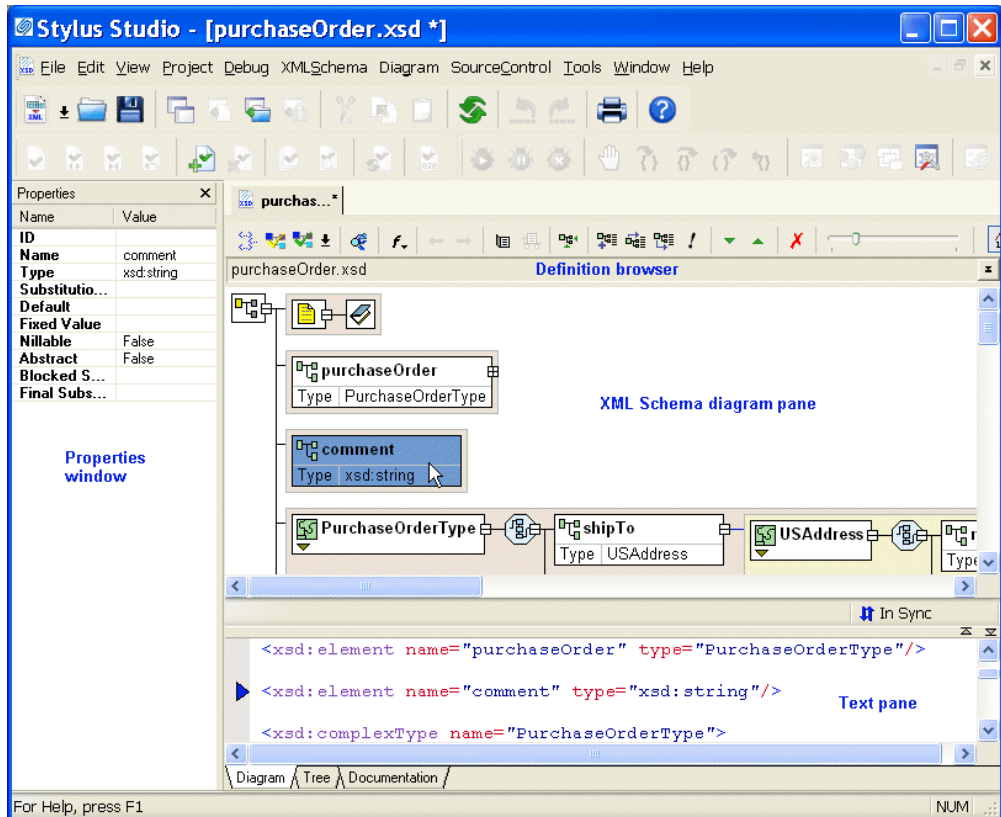 Stylus Studio - [purchaseOrder.xsd *]
File Edit View Project Debug XMLSchema Diagram SourceControl Tools Window Help
Properties
Name Value
ID
Name comment
Type xsd:string
Substitutio...
Default
Fixed Value
Nillable False
Abstract False
Blocked S...
Final Subs...
Properties
window
purchas...*
purchaseOrder.xsd Definition browser
purchaseOrder
Type PurchaseOrderType
XML Schema diagram pane
comment
Type xsd:string
PurchaseOrderType
shipTo
Type USAddress
USAddress
Type
In Sync
<xsd:element name="purchaseOrder" type="PurchaseOrderType"/>
<xsd:element name="comment" type="xsd:string"/>
Text pane
<xsd:complexType name="PurchaseOrderType">
Diagram Tree Documentation
For Help, press F1 NUM